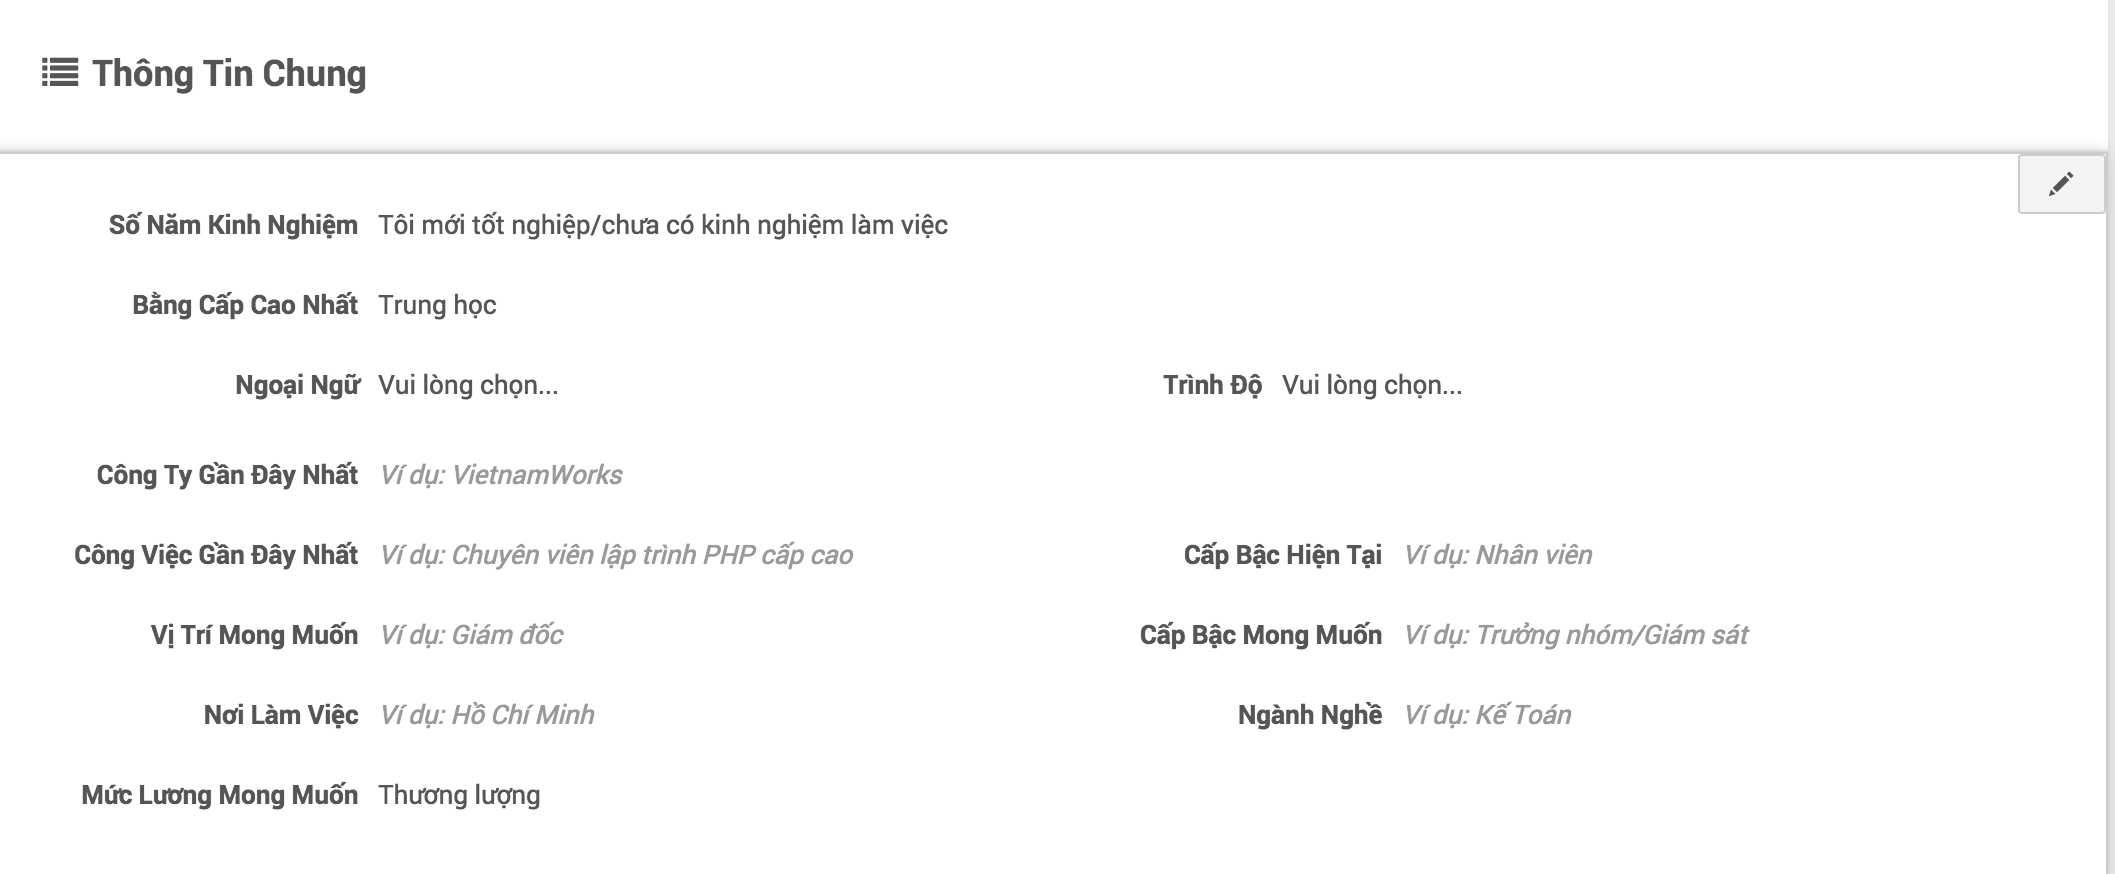 Thông Tin Chung
Số Năm Kinh Nghiệm Tôi mới tốt nghiệp/chưa có kinh nghiệm làm việc
Bằng Cấp Cao Nhất Trung học
Ngoại Ngữ Vui lòng chọn... Trình Độ Vui lòng chọn...
Công Ty Gần Đây Nhất Ví dụ: VietnamWorks
Công Việc Gần Đây Nhất Ví dụ: Chuyên viên lập trình PHP cấp cao Cấp Bậc Hiện Tại Ví dụ: Nhân viên
Vị Trí Mong Muốn Ví dụ: Giám đốc Cấp Bậc Mong Muốn Ví dụ: Trưởng nhóm/Giám sát
Nơi Làm Việc Ví dụ: Hồ Chí Minh Ngành Nghề Ví dụ: Kế Toán
Mức Lương Mong Muốn Thương lượng